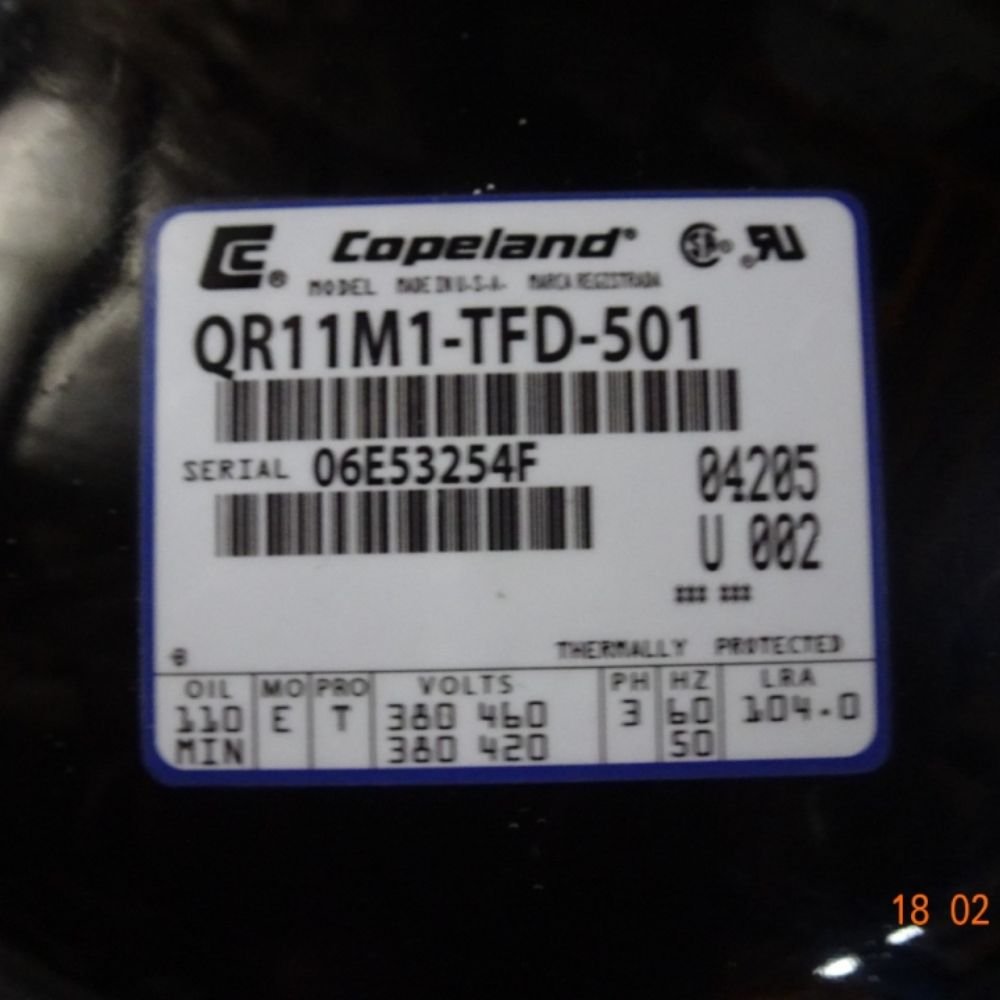 Copeland®
MODEL MADE IN U-S-A- MARCA REGISTRADA
QR11M1-TFD-501
SERIAL 06E53254F 04205
U 002
THERMALLY PROTECTED
OIL MO PRO VOLTS PH HZ LRA
110 E T 380 460 3 60 104.0
MIN 380 420 50
18 02